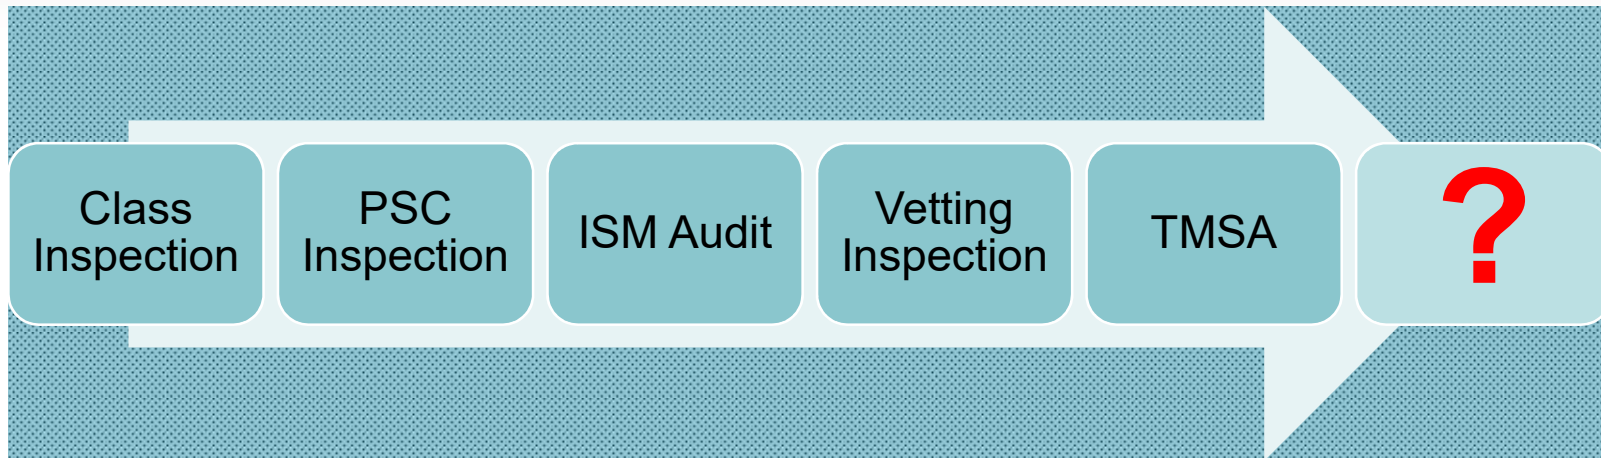 Class
Inspection
PSC
Inspection
ISM Audit
Vetting
Inspection
TMSA
?